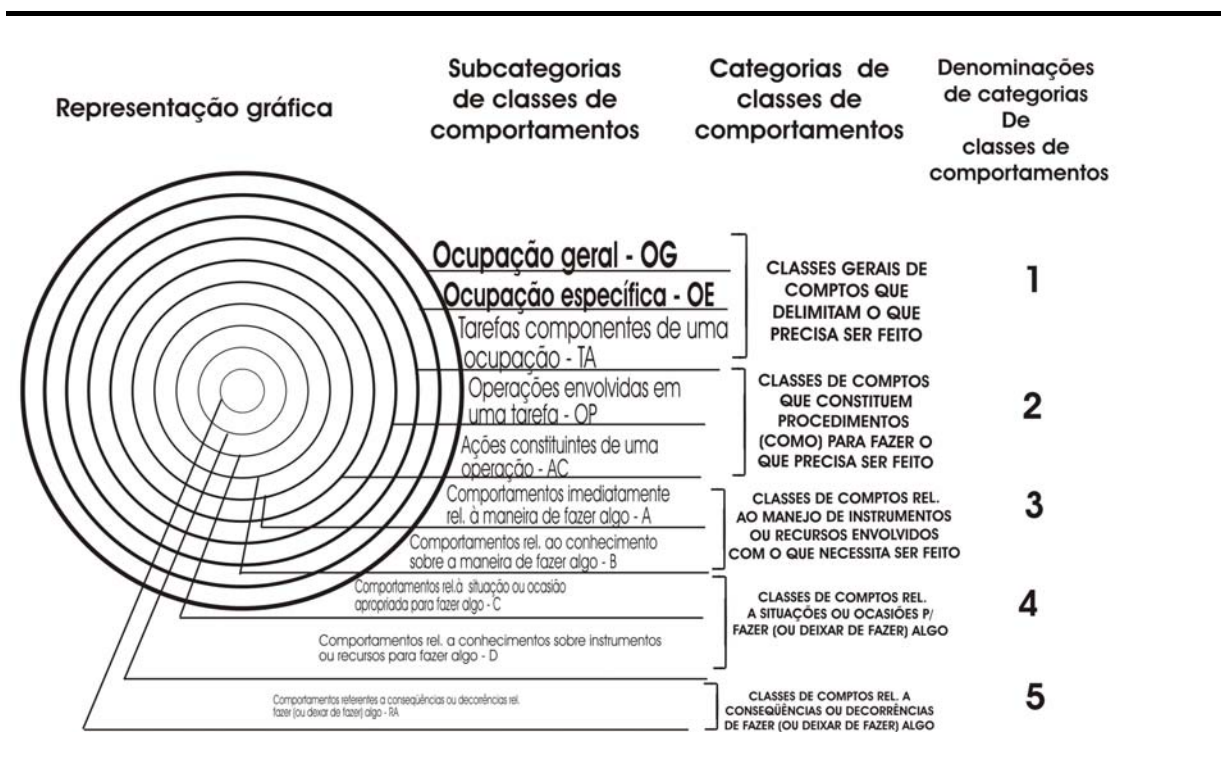 Representação gráfica
Subcategorias
de classes de
comportamentos
Categorias de
classes de
comportamentos
Denominações
de categorias
De
classes de
comportamentos
Ocupação geral - OG
Ocupação específica - OE
Tarefas componentes de uma
ocupação - TA
CLASSES GERAIS DE
COMPTOS QUE
DELIMITAM O QUE
PRECISA SER FEITO
1
Operações envolvidas em
uma tarefa - OP
Ações constituintes de uma
operação - AC
CLASSES DE COMPTOS
QUE CONSTITUEM
PROCEDIMENTOS
(COMO) PARA FAZER O
QUE PRECISA SER FEITO
2
Comportamentos imediatamente
rel. à maneira de fazer algo - A
Comportamentos rel. ao conhecimento
sobre a maneira de fazer algo - B
CLASSES DE COMPTOS REL.
AO MANEJO DE INSTRUMENTOS
OU RECURSOS ENVOLVIDOS
COM O QUE NECESSITA SER FEITO
3
Comportamentos rel.à situação ou ocasião
apropriada para fazer algo - C
Comportamentos rel. a conhecimentos sobre instrumentos
ou recursos para fazer algo - D
CLASSES DE COMPTOS REL.
A SITUAÇÕES OU OCASIÕES P/
FAZER (OU DEIXAR DE FAZER) ALGO
4
Comportamentos referentes a conseqüências ou decorências rel.
fazer (ou deixar de fazer) algo - RA
CLASSES DE COMPTOS REL. A
CONSEQÜÊNCIAS OU DECORRÊNCIAS
DE FAZER (OU DEIXAR DE FAZER) ALGO
5